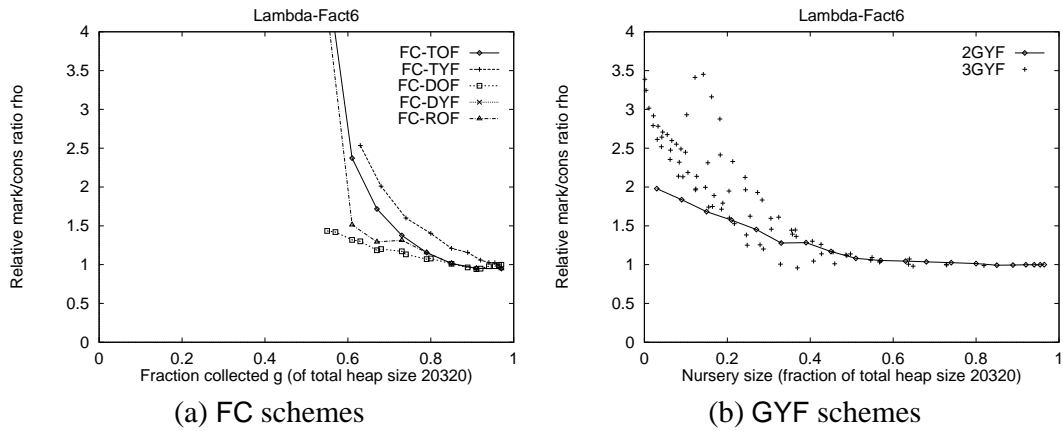 Lambda-Fact6
Relative mark/cons ratio rho
4
3.5
3
2.5
2
1.5
1
0.5
0
FC-TOF
FC-TYF
FC-DOF
FC-DYF
FC-ROF
0 0.2 0.4 0.6 0.8 1
Fraction collected g (of total heap size 20320)
(a) FC schemes
Lambda-Fact6
Relative mark/cons ratio rho
4
3.5
3
2.5
2
1.5
1
0.5
0
2GYF
3GYF
0 0.2 0.4 0.6 0.8 1
Nursery size (fraction of total heap size 20320)
(b) GYF schemes